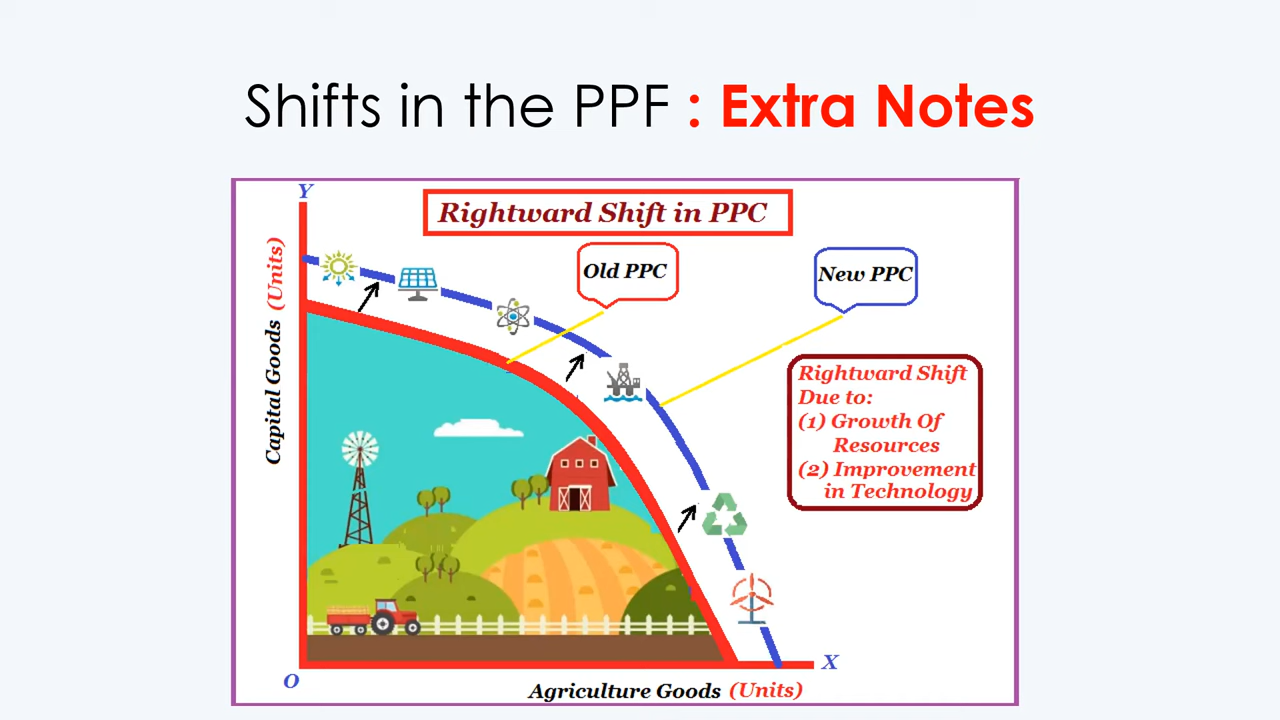 Shifts in the PPF : Extra Notes
Y
Rightward Shift in PPC
Old PPC
New PPC
Capital Goods (Units)
Rightward Shift
Due to:
(1) Growth Of
Resources
(2) Improvement
in Technology
X
O
Agriculture Goods (Units)